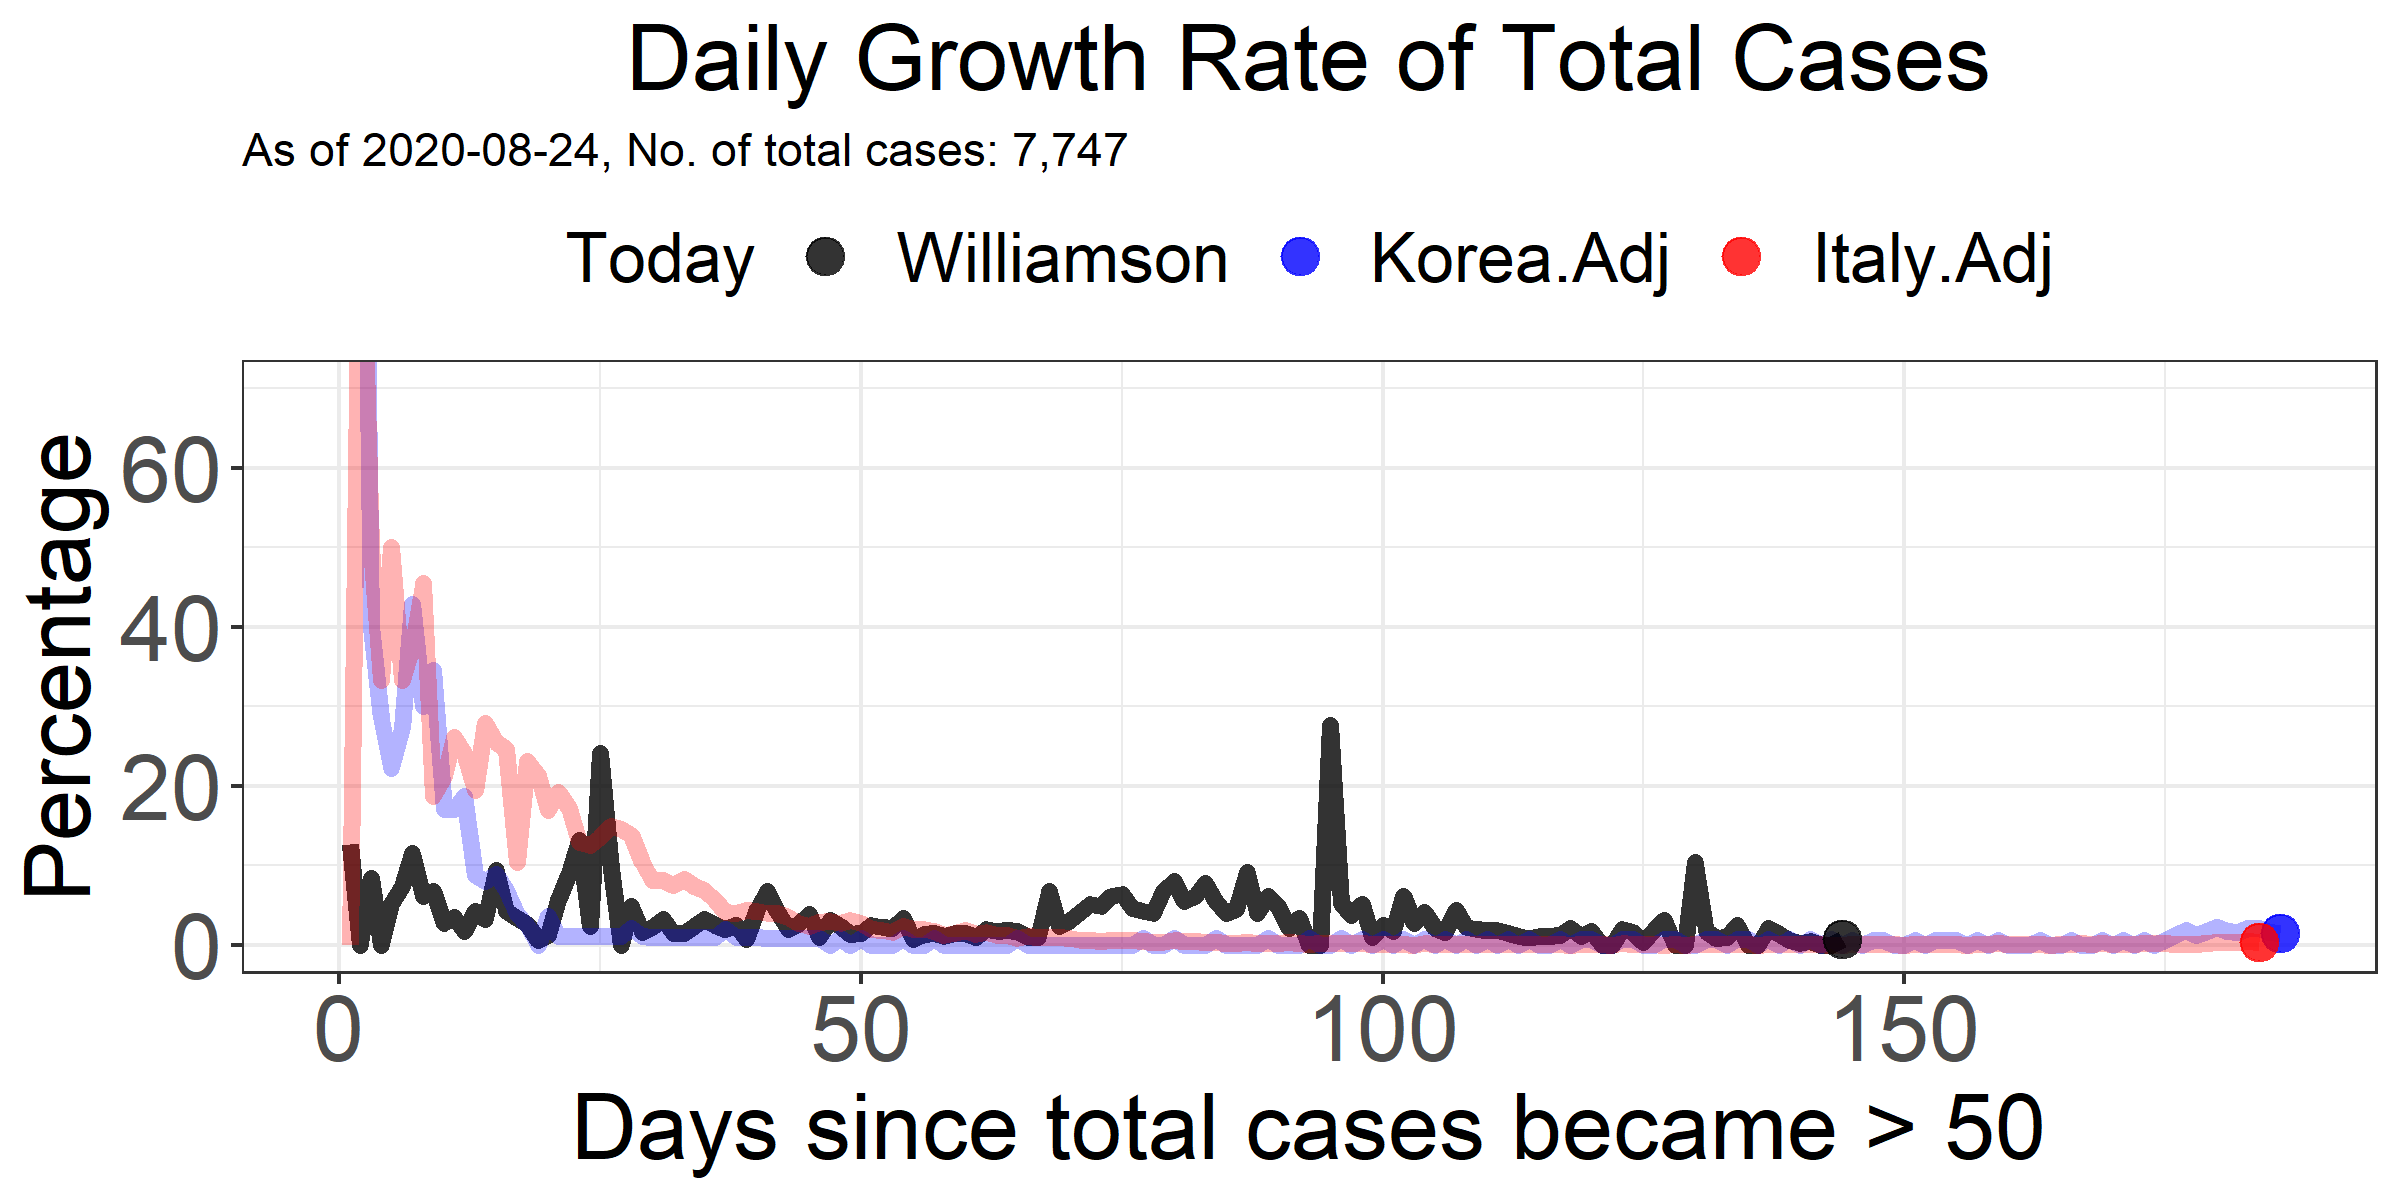 Daily Growth Rate of Total Cases
As of 2020-08-24, No. of total cases: 7,747
Today Williamson Korea.Adj Italy.Adj
Percentage
60
40
20
0
0 50 100 150
Days since total cases became > 50